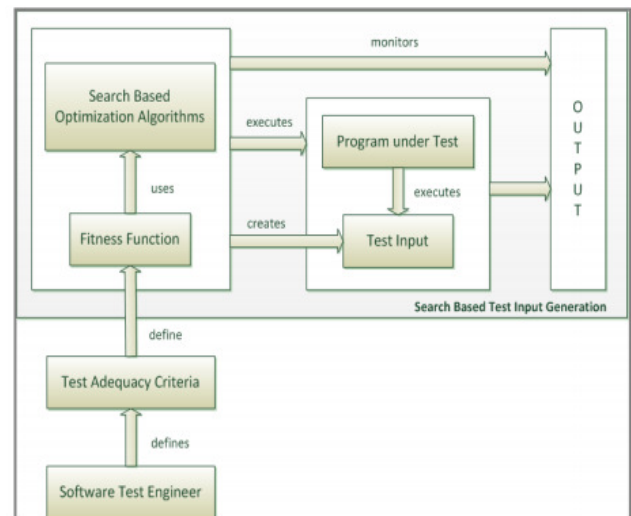 monitors
Search Based
Optimization Algorithms
executes
Program under Test
uses
executes
Fitness Function
creates
Test Input
OUTPUT
Search Based Test Input Generation
define
Test Adequacy Criteria
defines
Software Test Engineer